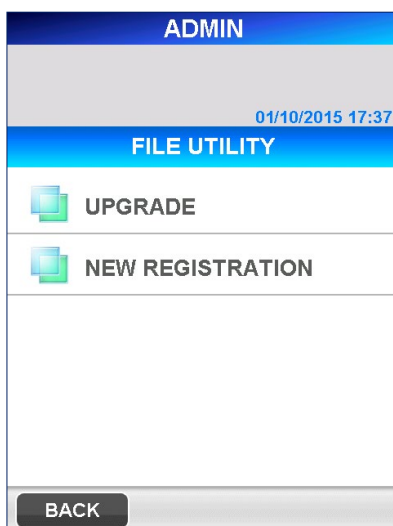 ADMIN
01/10/2015 17:37
FILE UTILITY
UPGRADE
NEW REGISTRATION
BACK